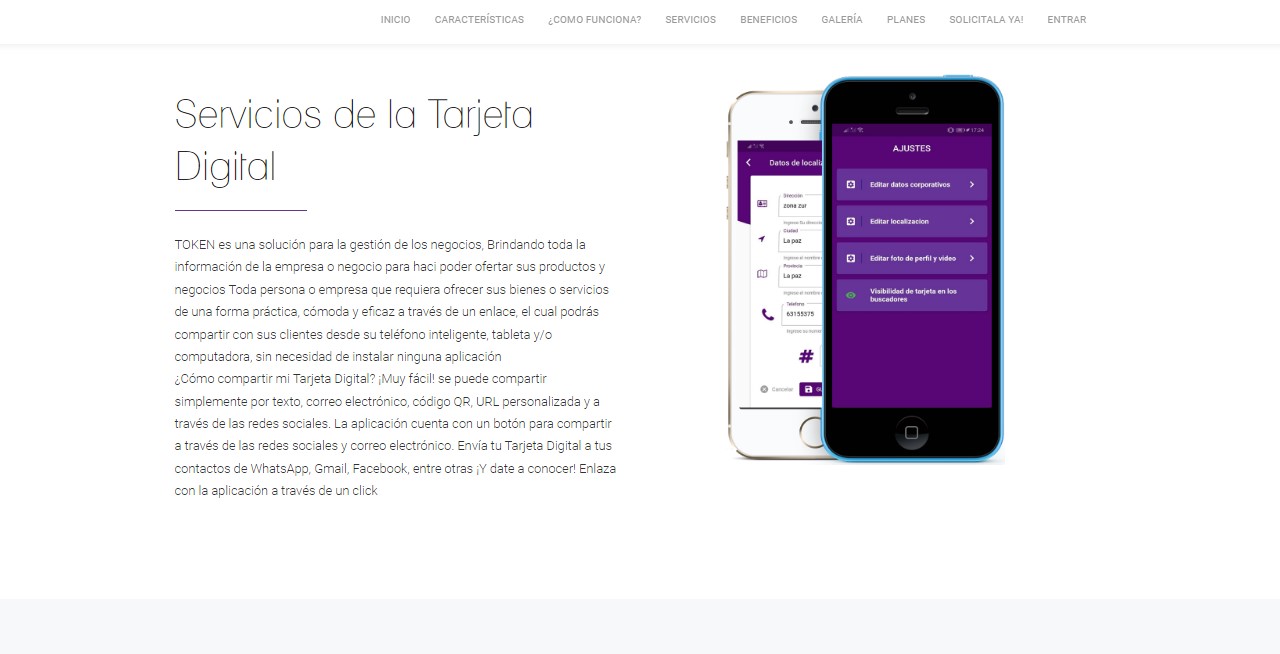 INICIO CARACTERÍSTICAS ¿COMO FUNCIONA? SERVICIOS BENEFICIOS GALERÍA PLANES SOLICITALA YA! ENTRAR
Servicios de la Tarjeta
Digital
TOKEN es una solución para la gestión de los negocios, Brindando toda la
información de la empresa o negocio para haci poder ofertar sus productos y
negocios Toda persona o empresa que requiera ofrecer sus bienes o servicios
de una forma práctica, cómoda y eficaz a través de un enlace, el cual podrás
compartir con sus clientes desde su teléfono inteligente, tableta y/o
computadora, sin necesidad de instalar ninguna aplicación
¿Cómo compartir mi Tarjeta Digital? ¡Muy fácil! se puede compartir
simplemente por texto, correo electrónico, código QR, URL personalizada y a
través de las redes sociales. La aplicación cuenta con un botón para compartir
a través de las redes sociales y correo electrónico. Envía tu Tarjeta Digital a tus
contactos de WhatsApp, Gmail, Facebook, entre otras ¡Y date a conocer! Enlaza
con la aplicación a través de un click
Datos de locali
Dirección
zona zur
Ciudad
La paz
Provincia
La paz
Telefono
63155375
#
Cancelar
17:24
AJUSTES
Editar datos corporativos
Editar localizacion
Editar foto de perfil y video
Visibilidad de tarjeta en los
buscadores